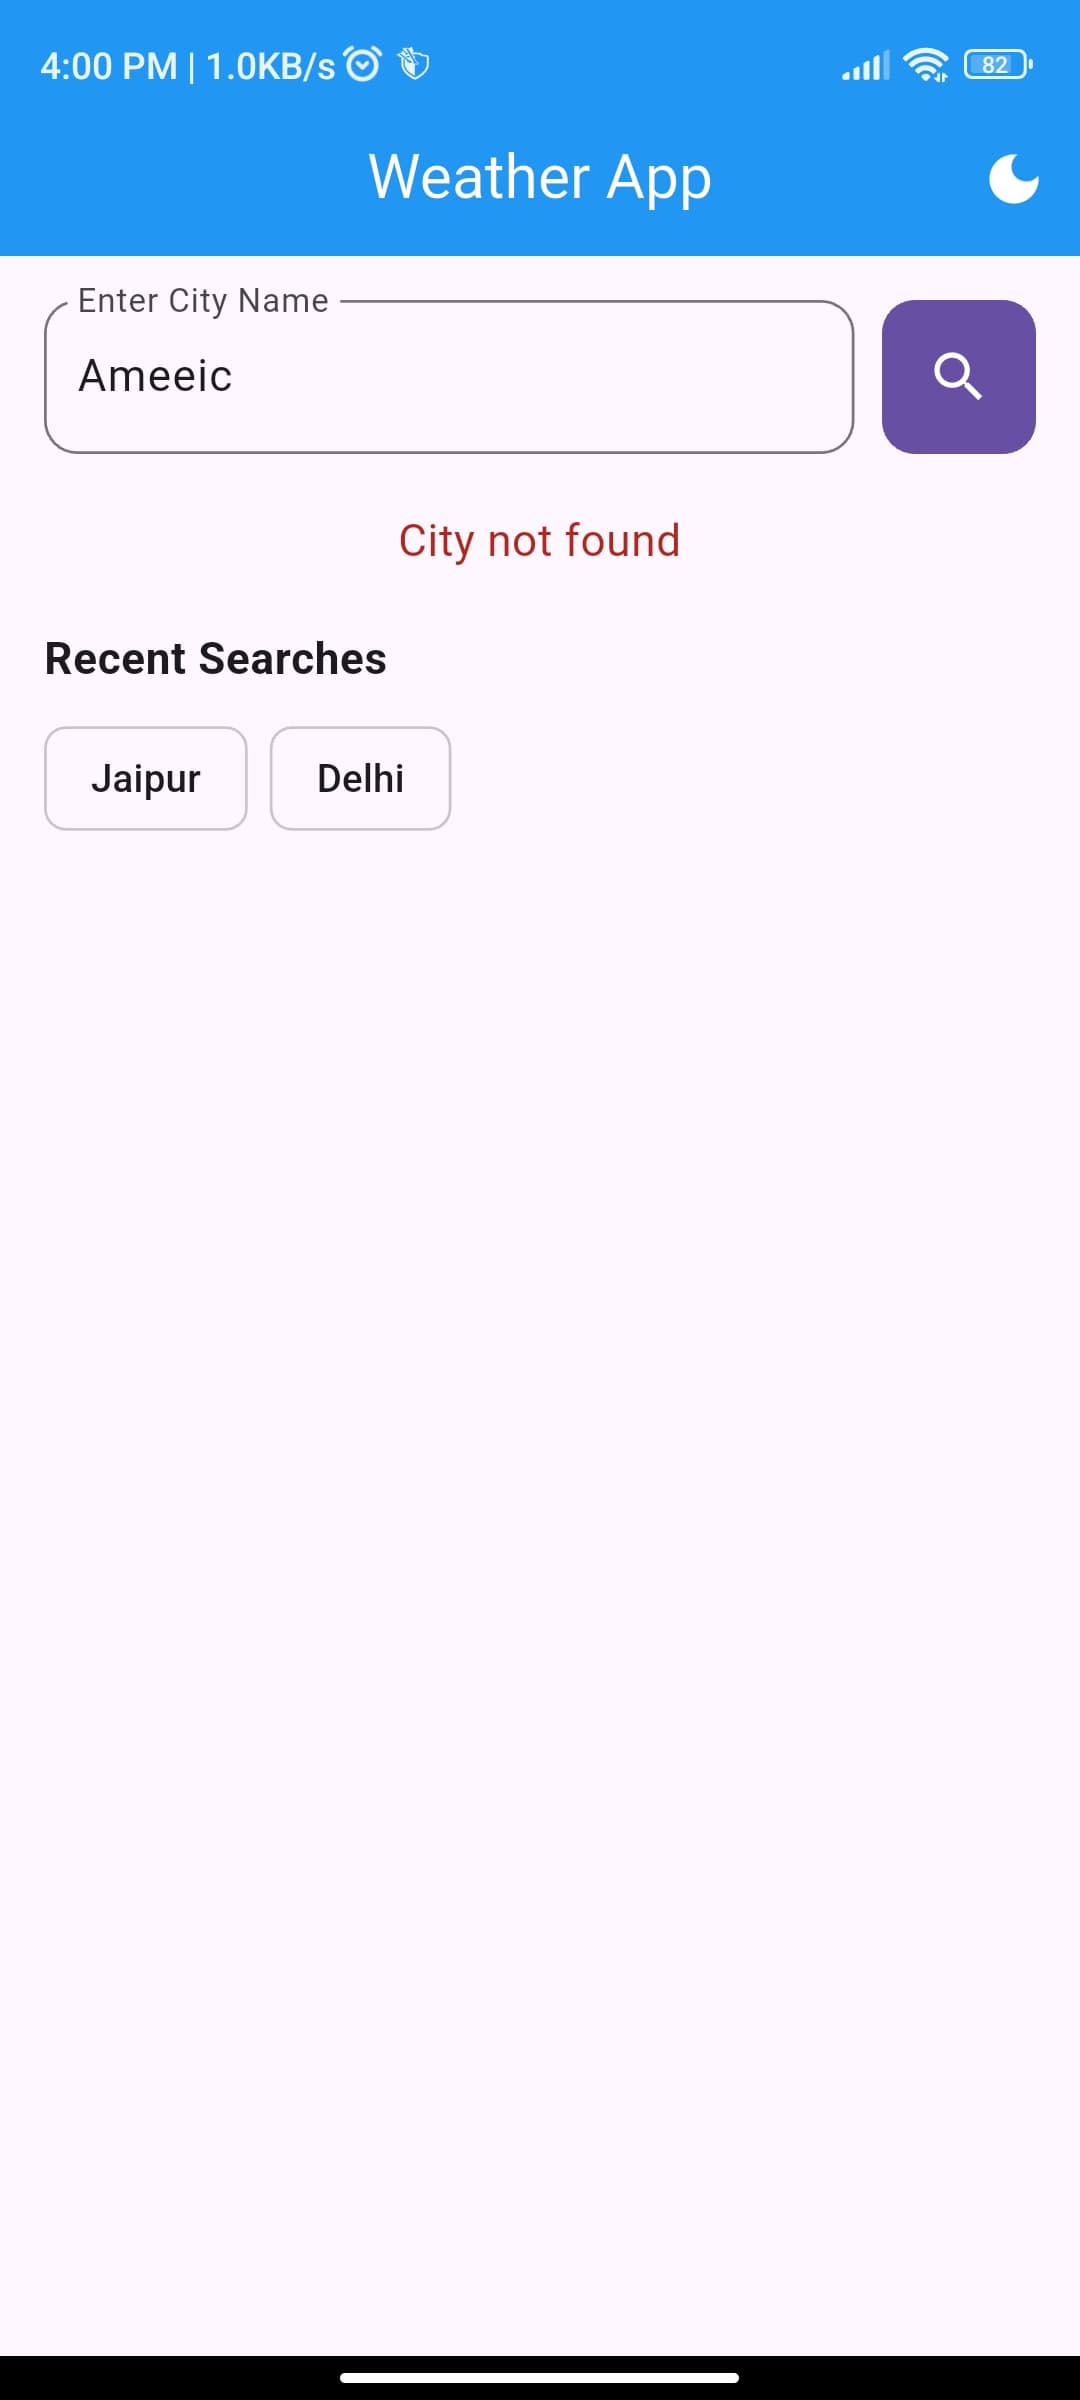 4:00 PM | 1.0KB/s
82
Weather App
Enter City Name
Ameeic
City not found
Recent Searches
Jaipur
Delhi